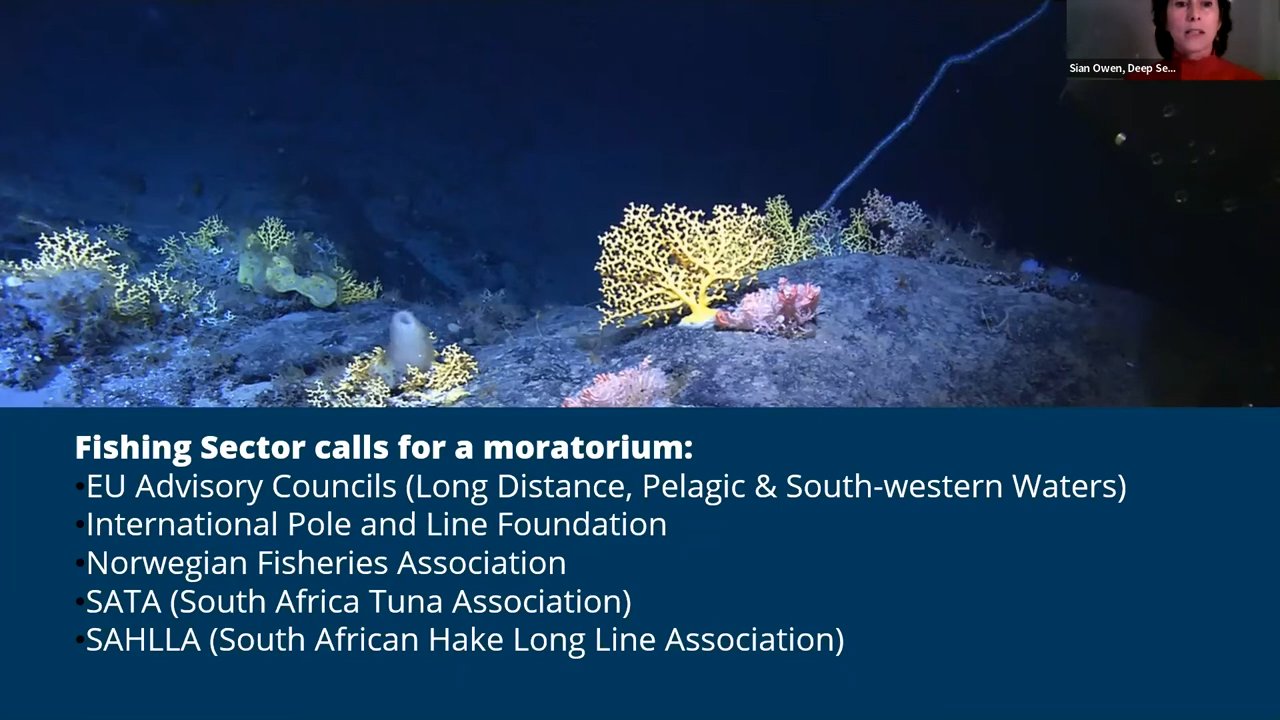 Sian Owen, Deep Se...
Fishing Sector calls for a moratorium:
•EU Advisory Councils (Long Distance, Pelagic & South-western Waters)
•International Pole and Line Foundation
•Norwegian Fisheries Association
•SATA (South Africa Tuna Association)
•SAHLLA (South African Hake Long Line Association)